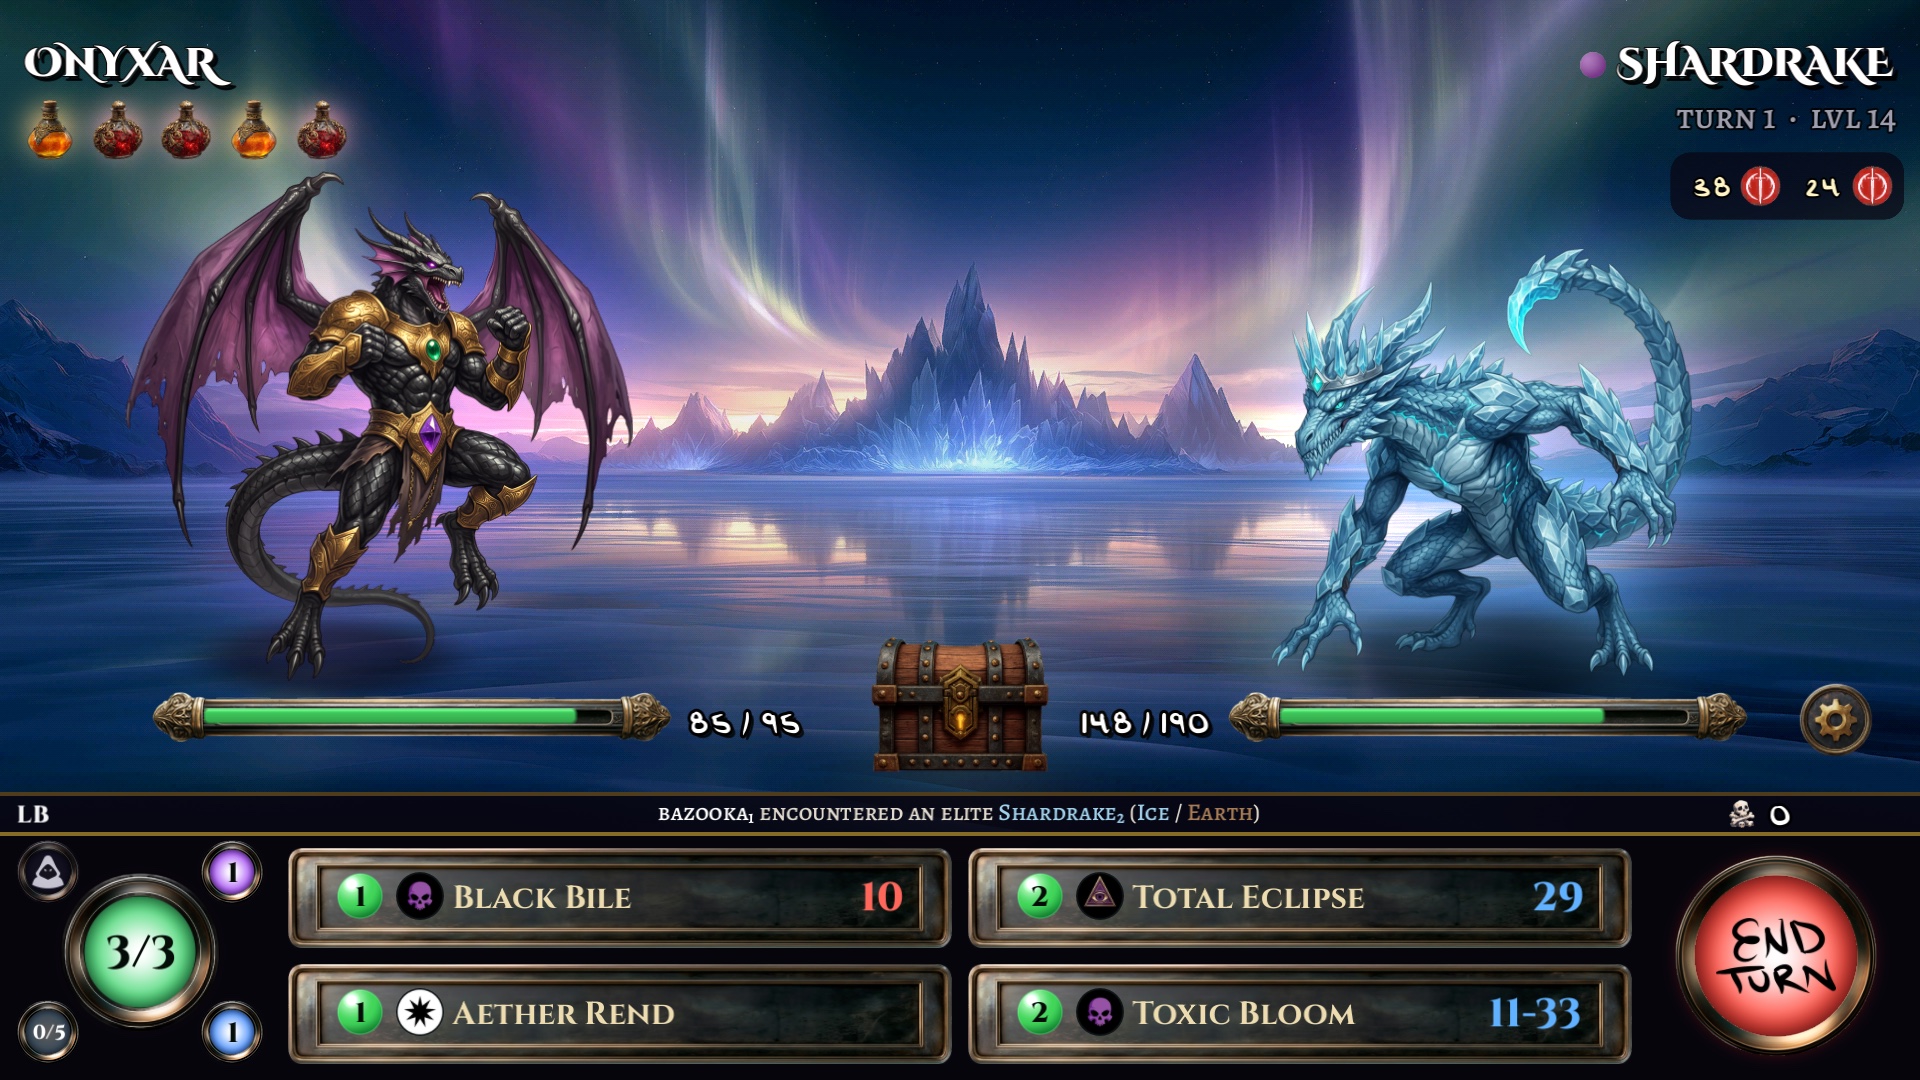 ONYXAR
SHARDRAKE
TURN 1 · LVL 14
38 24
85 / 95
148 / 190
LB
BAZOOKA1 ENCOUNTERED AN ELITE SHARDRAKE2 (ICE / EARTH)
0
1
3/3
0/5
1
1 BLACK BILE 10
2 TOTAL ECLIPSE 29
1 AETHER REND
2 TOXIC BLOOM 11-33
END
TURN